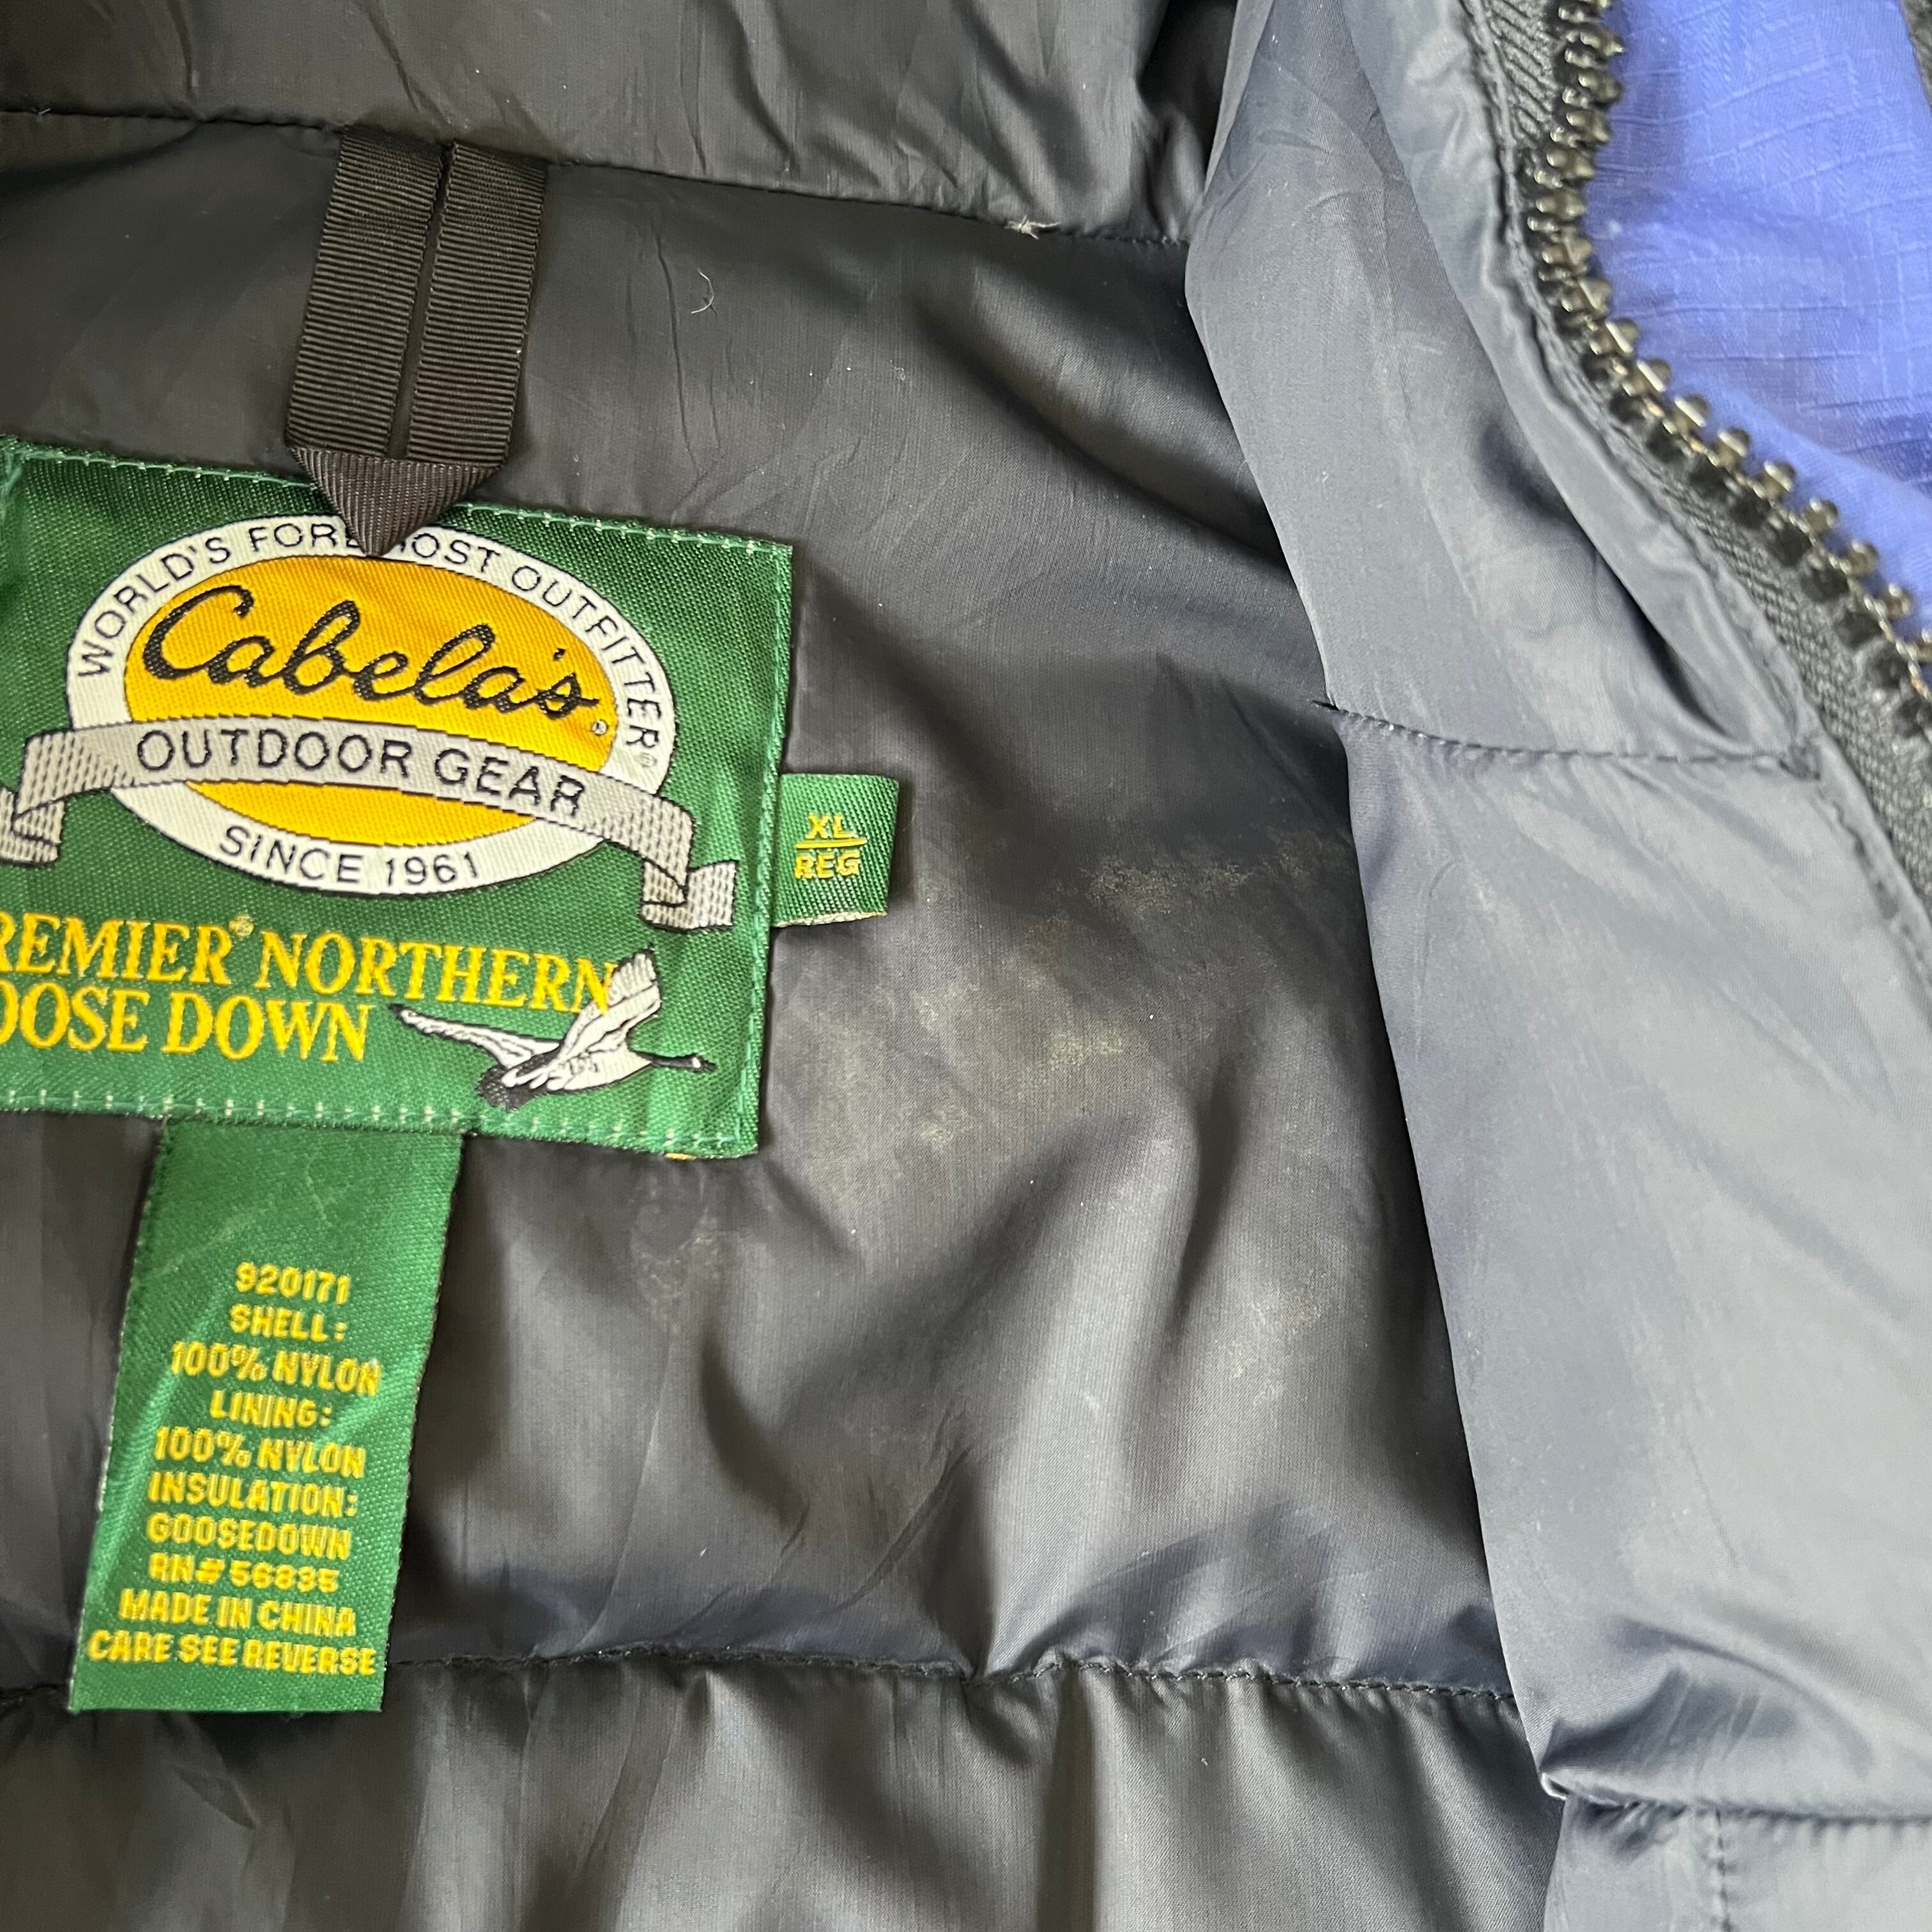 WORLD'S FOREMOST OUTFITTER®
Cabela's®
OUTDOOR GEAR
SINCE 1961
XL
REG
REMIER® NORTHERN
OOSE DOWN
920171
SHELL:
100% NYLON
LINING:
100% NYLON
INSULATION:
GOOSEDOWN
RN# 56835
MADE IN CHINA
CARE SEE REVERSE